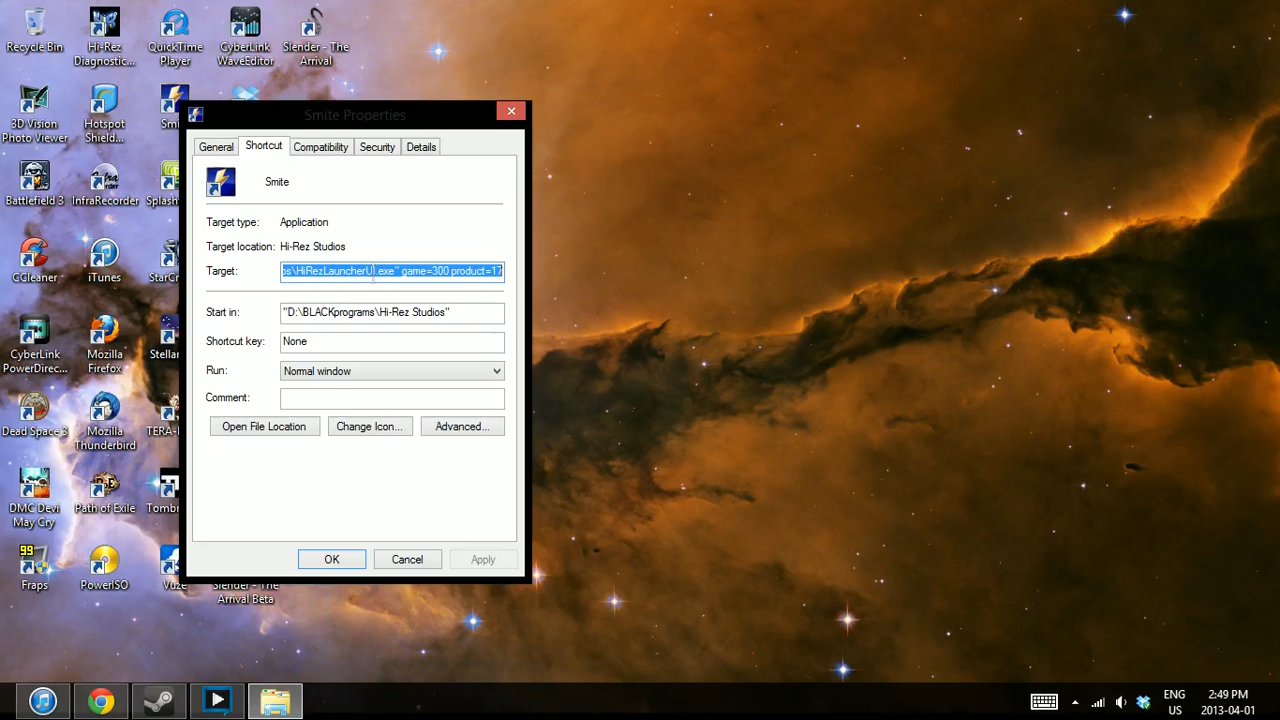 Recycle Bin
Hi-Rez
Diagnostic...
QuickTime
Player
CyberLink
WaveEditor
Slender - The
Arrival
3D Vision
Photo Viewer
Hotspot
Shield...
Smi
Battlefield 3
InfraRecorder
Splash
CCleaner
iTunes
StarCr
CyberLink
PowerDirec...
Mozilla
Firefox
Stellar
Dead Space 3
Mozilla
Thunderbird
TERA-
DMC Devi
May Cry
Path of Exile
Tomb
99
Fraps
PowerISO
Vuze
Slender - The
Arrival Beta
Smite Properties
General
Shortcut
Compatibility
Security
Details
Smite
Target type:
Application
Target location:
Hi-Rez Studios
Target:
os\HiRezLauncherUI.exe" game=300 product=17
Start in:
"D:\BLACKprograms\Hi-Rez Studios"
Shortcut key:
None
Run:
Normal window
Comment:
Open File Location
Change Icon...
Advanced...
OK
Cancel
Apply
ENG
US
2:49 PM
2013-04-01